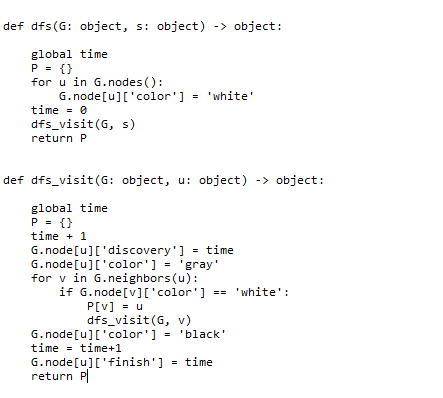 def dfs(G: object, s: object) -> object:
    global time
    P = {}
    for u in G.nodes():
        G.node[u]['color'] = 'white'
    time = 0
    dfs_visit(G, s)
    return P
def dfs_visit(G: object, u: object) -> object:
    global time
    P = {}
    time + 1
    G.node[u]['discovery'] = time
    G.node[u]['color'] = 'gray'
    for v in G.neighbors(u):
        if G.node[v]['color'] == 'white':
            P[v] = u
            dfs_visit(G, v)
    G.node[u]['color'] = 'black'
    time = time+1
    G.node[u]['finish'] = time
    return P